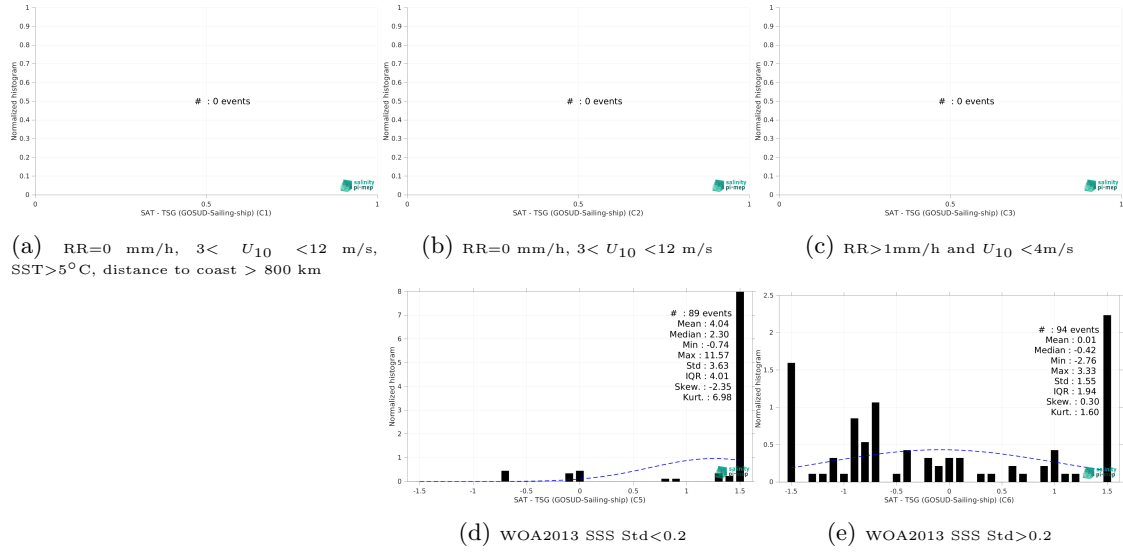 1
0.9
0.8
0.7
0.6
0.5
0.4
0.3
0.2
0.1
0
Normalized histogram
# : 0 events
salinity
pi-mep
0 0.5 1
SAT - TSG (GOSUD-Sailing-ship) (C1)
(a) RR=0 mm/h, 3< U10 <12 m/s,
SST>5°C, distance to coast > 800 km
1
0.9
0.8
0.7
0.6
0.5
0.4
0.3
0.2
0.1
0
Normalized histogram
# : 0 events
salinity
pi-mep
0 0.5 1
SAT - TSG (GOSUD-Sailing-ship) (C2)
(b) RR=0 mm/h, 3< U10 <12 m/s
1
0.9
0.8
0.7
0.6
0.5
0.4
0.3
0.2
0.1
0
Normalized histogram
# : 0 events
salinity
pi-mep
0 0.5 1
SAT - TSG (GOSUD-Sailing-ship) (C3)
(c) RR>1mm/h and U10 <4m/s
8
7
6
5
4
3
2
1
0
Normalized histogram
# : 89 events
Mean : 4.04
Median : 2.30
Min : -0.74
Max : 11.57
Std : 3.63
IQR : 4.01
Skew. : -2.35
Kurt. : 6.98
salinity
pi-mep
-1.5 -1 -0.5 0 0.5 1 1.5
SAT - TSG (GOSUD-Sailing-ship) (C5)
(d) WOA2013 SSS Std<0.2
2.5
2
1.5
1
0.5
0
Normalized histogram
# : 94 events
Mean : 0.01
Median : -0.42
Min : -2.76
Max : 3.33
Std : 1.55
IQR : 1.94
Skew. : 0.30
Kurt. : 1.60
salinity
pi-mep
-1.5 -1 -0.5 0 0.5 1 1.5
SAT - TSG (GOSUD-Sailing-ship) (C6)
(e) WOA2013 SSS Std>0.2